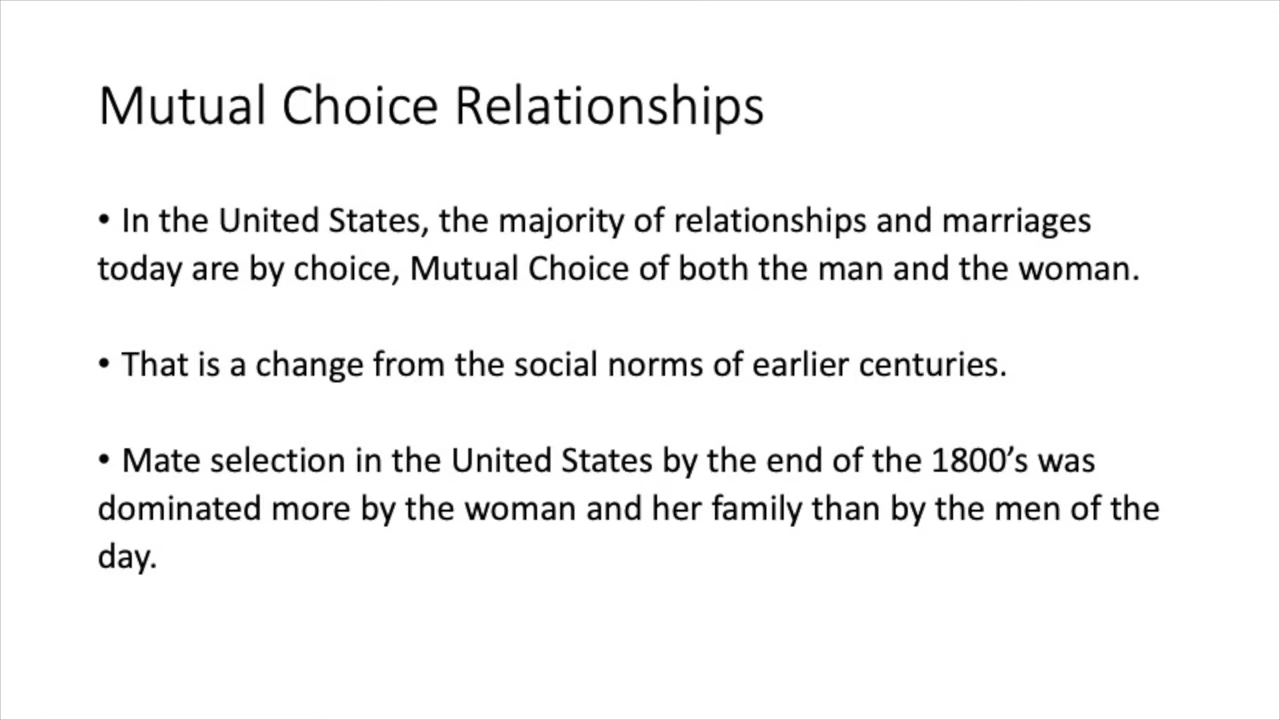 Mutual Choice Relationships
• In the United States, the majority of relationships and marriages
today are by choice, Mutual Choice of both the man and the woman.
• That is a change from the social norms of earlier centuries.
• Mate selection in the United States by the end of the 1800’s was
dominated more by the woman and her family than by the men of the
day.